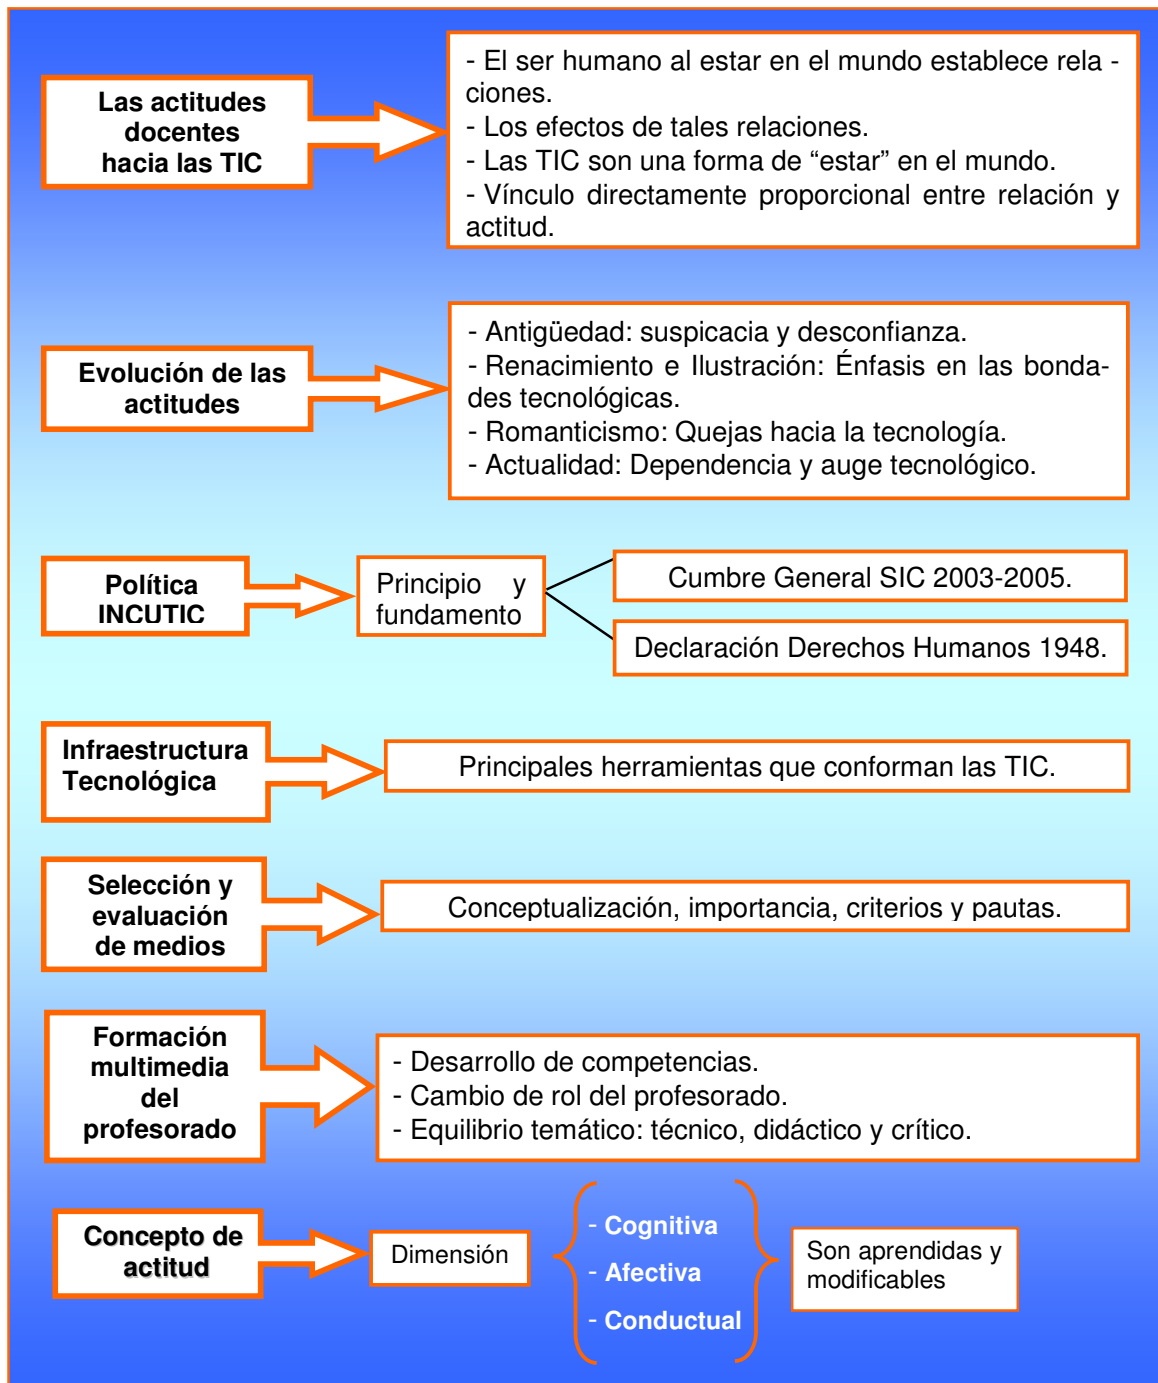 Las actitudes
docentes
hacia las TIC
- El ser humano al estar en el mundo establece rela -
ciones.
- Los efectos de tales relaciones.
- Las TIC son una forma de “estar” en el mundo.
- Vínculo directamente proporcional entre relación y
actitud.
Evolución de las
actitudes
- Antigüedad: suspicacia y desconfianza.
- Renacimiento e Ilustración: Énfasis en las bonda-
des tecnológicas.
- Romanticismo: Quejas hacia la tecnología.
- Actualidad: Dependencia y auge tecnológico.
Política
INCUTIC
Principio y
fundamento
Cumbre General SIC 2003-2005.
Declaración Derechos Humanos 1948.
Infraestructura
Tecnológica
Principales herramientas que conforman las TIC.
Selección y
evaluación
de medios
Conceptualización, importancia, criterios y pautas.
Formación
multimedia
del
profesorado
- Desarrollo de competencias.
- Cambio de rol del profesorado.
- Equilibrio temático: técnico, didáctico y crítico.
Concepto de
actitud
Dimensión
- Cognitiva
- Afectiva
- Conductual
Son aprendidas y
modificables